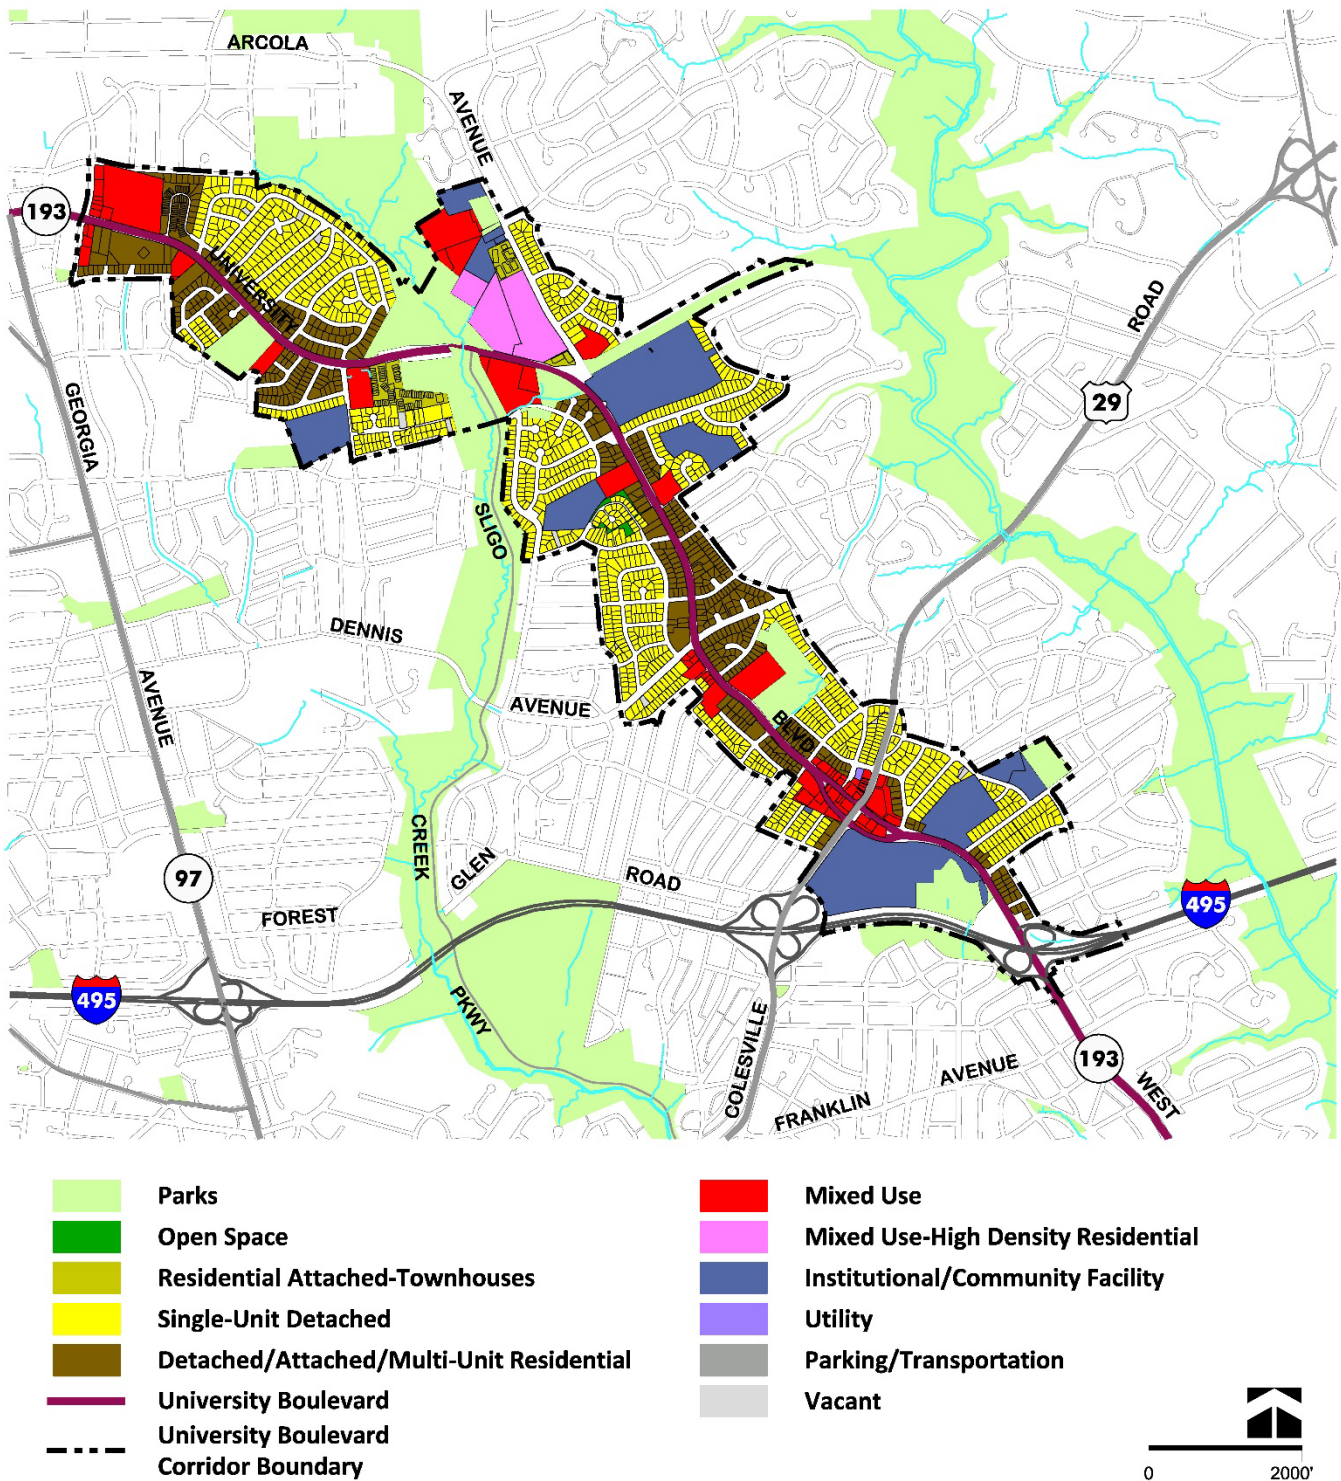 ARCOLA
AVENUE
193
UNIVERSITY
ROAD
29
GEORGIA
SLIGO
DENNIS
AVENUE
AVENUE
BLVD
CREEK
GLEN
ROAD
97
FOREST
495
495
PKWY
COLESVILLE
193
AVENUE
FRANKLIN
WEST
Parks
Open Space
Residential Attached-Townhouses
Single-Unit Detached
Detached/Attached/Multi-Unit Residential
University Boulevard
University Boulevard
Corridor Boundary
Mixed Use
Mixed Use-High Density Residential
Institutional/Community Facility
Utility
Parking/Transportation
Vacant
0 2000'